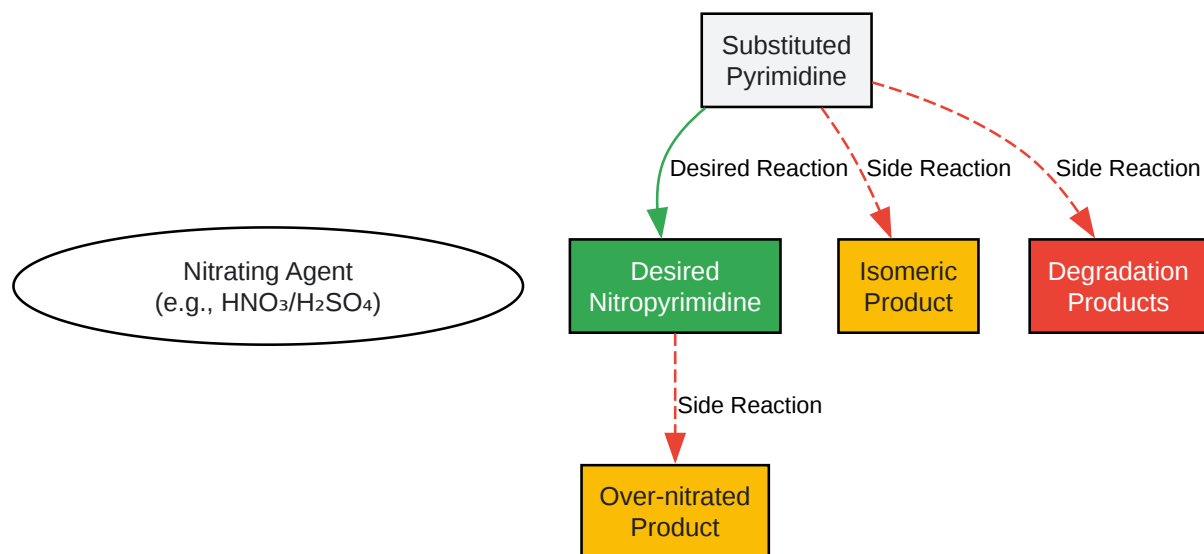 Substituted
Pyrimidine
Desired Reaction
Side Reaction
Side Reaction
Nitrating Agent
(e.g., HNO₃/H₂SO₄)
Desired
Nitropyrimidine
Isomeric
Product
Degradation
Products
Side Reaction
Over-nitrated
Product